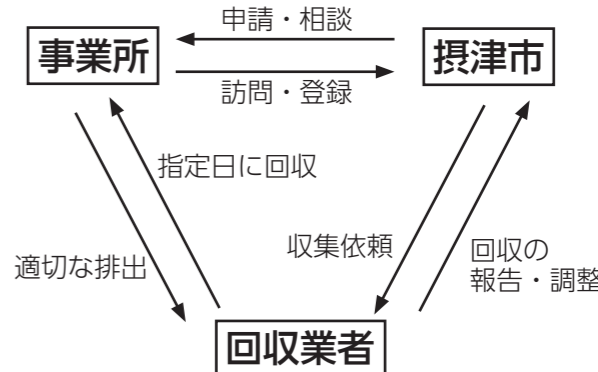 申請・相談
事業所
摂津市
訪問・登録
指定日に回収
適切な排出
収集依頼
回収の
報告・調整
回収業者